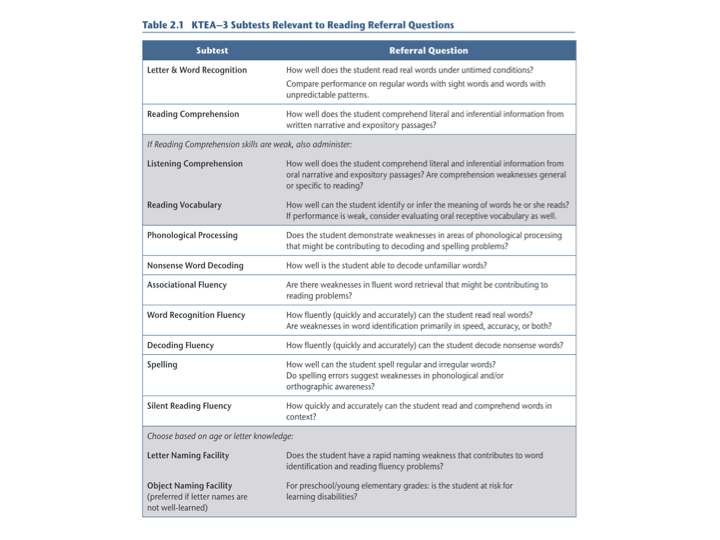 Table 2.1 KTEA–3 Subtests Relevant to Reading Referral Questions
Subtest Referral Question
Letter & Word Recognition How well does the student read real words under untimed conditions?
Compare performance on regular words with sight words and words with
unpredictable patterns.
Reading Comprehension How well does the student comprehend literal and inferential information from
written narrative and expository passages?
If Reading Comprehension skills are weak, also administer:
Listening Comprehension How well does the student comprehend literal and inferential information from
oral narrative and expository passages? Are comprehension weaknesses general
or specific to reading?
Reading Vocabulary How well can the student identify or infer the meaning of words he or she reads?
If performance is weak, consider evaluating oral receptive vocabulary as well.
Phonological Processing Does the student demonstrate weaknesses in areas of phonological processing
that might be contributing to decoding and spelling problems?
Nonsense Word Decoding How well is the student able to decode unfamiliar words?
Associational Fluency Are there weaknesses in fluent word retrieval that might be contributing to
reading problems?
Word Recognition Fluency How fluently (quickly and accurately) can the student read real words?
Are weaknesses in word identification primarily in speed, accuracy, or both?
Decoding Fluency How fluently (quickly and accurately) can the student decode nonsense words?
Spelling How well can the student spell regular and irregular words?
Do spelling errors suggest weaknesses in phonological and/or
orthographic awareness?
Silent Reading Fluency How quickly and accurately can the student read and comprehend words in
context?
Choose based on age or letter knowledge:
Letter Naming Facility Does the student have a rapid naming weakness that contributes to word
identification and reading fluency problems?
Object Naming Facility For preschool/young elementary grades: is the student at risk for
(preferred if letter names are learning disabilities?
not well-learned)